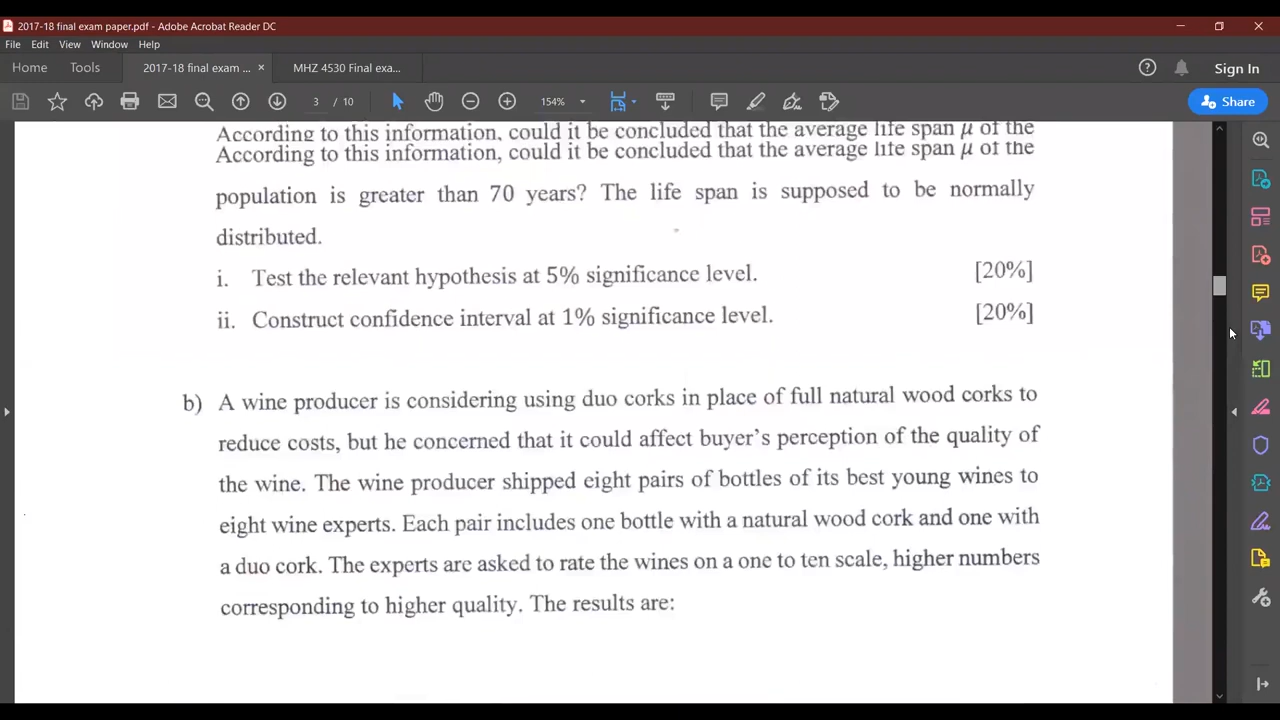 2017-18 final exam paper.pdf - Adobe Acrobat Reader DC
File Edit View Window Help
Home Tools 2017-18 final exam ... × MHZ 4530 Final exa... Sign In
3 / 10 154% Share
According to this information, could it be concluded that the average life span μ of the
According to this information, could it be concluded that the average life span μ of the
population is greater than 70 years? The life span is supposed to be normally
distributed.
i. Test the relevant hypothesis at 5% significance level. [20%]
ii. Construct confidence interval at 1% significance level. [20%]
b) A wine producer is considering using duo corks in place of full natural wood corks to
reduce costs, but he concerned that it could affect buyer's perception of the quality of
the wine. The wine producer shipped eight pairs of bottles of its best young wines to
eight wine experts. Each pair includes one bottle with a natural wood cork and one with
a duo cork. The experts are asked to rate the wines on a one to ten scale, higher numbers
corresponding to higher quality. The results are: